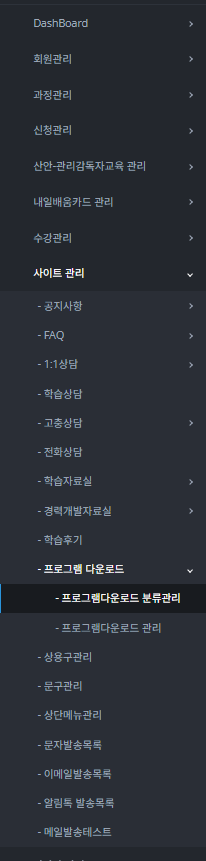 DashBoard
회원관리
과정관리
신청관리
산안-관리감독자교육 관리
내일배움카드 관리
수강관리
사이트 관리
- 공지사항
- FAQ
- 1:1상담
- 학습상담
- 고충상담
- 전화상담
- 학습자료실
- 경력개발자료실
- 학습후기
- 프로그램 다운로드
- 프로그램다운로드 분류관리
- 프로그램다운로드 관리
- 상용구관리
- 문구관리
- 상단메뉴관리
- 문자발송목록
- 이메일발송목록
- 알림톡 발송목록
- 메일발송테스트